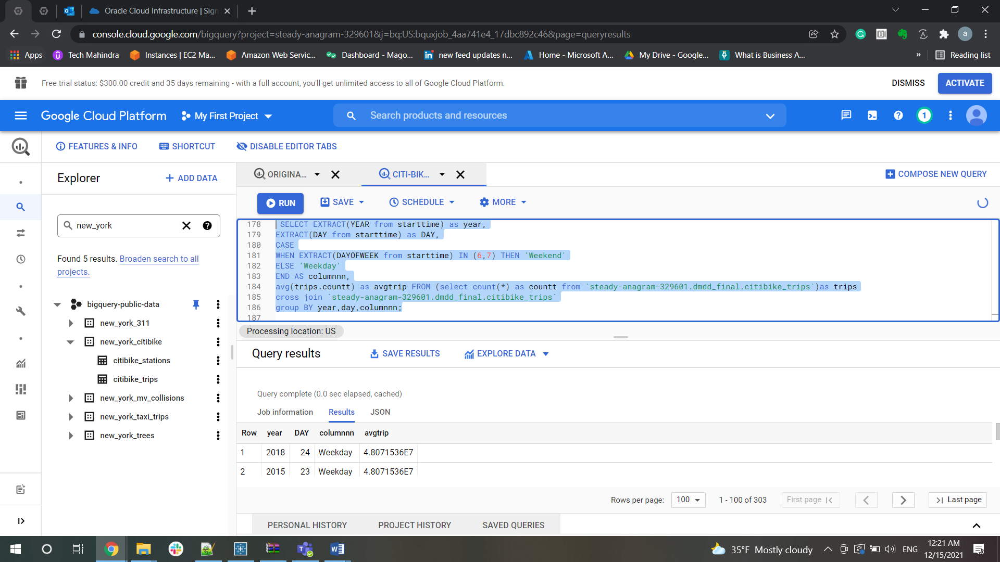 Oracle Cloud Infrastructure | Sign
console.cloud.google.com/bigquery?project=steady-anagram-329601&j=bq:US:bquxjob_4aa741e4_17dbc892c46&page=queryresults
Apps Tech Mahindra Instances | EC2 Ma... Amazon Web Servic... Dashboard - Mago... new feed updates n... Home - Microsoft A... My Drive - Google... What is Business A... » Reading list
Free trial status: $300.00 credit and 35 days remaining - with a full account, you'll get unlimited access to all of Google Cloud Platform. DISMISS ACTIVATE
Google Cloud Platform My First Project Search products and resources 1
FEATURES & INFO SHORTCUT DISABLE EDITOR TABS
Explorer + ADD DATA
ORIGINA... CITI-BIK... COMPOSE NEW QUERY
RUN SAVE SCHEDULE MORE
new_york
Found 5 results. Broaden search to all
projects.
bigquery-public-data
new_york_311
new_york_citibike
citibike_stations
citibike_trips
new_york_mv_collisions
new_york_taxi_trips
new_york_trees
178 SELECT EXTRACT(YEAR from starttime) as year,
179 EXTRACT(DAY from starttime) as DAY,
180 CASE
181 WHEN EXTRACT(DAYOFWEEK from starttime) IN (6,7) THEN 'Weekend'
182 ELSE 'Weekday'
183 END AS columnnn,
184 avg(trips.countt) as avgtrip FROM (select count(*) as countt from `steady-anagram-329601.dmdd_final.citibike_trips`)as trips
185 cross join `steady-anagram-329601.dmdd_final.citibike_trips`
186 group BY year,day,columnnn;
187
Processing location: US
Query results SAVE RESULTS EXPLORE DATA
Query complete (0.0 sec elapsed, cached)
Job information Results JSON
Row year DAY columnnn avgtrip
1 2018 24 Weekday 4.8071536E7
2 2015 23 Weekday 4.8071536E7
Rows per page: 100 1 - 100 of 303 First page Last page
PERSONAL HISTORY PROJECT HISTORY SAVED QUERIES
35°F Mostly cloudy ENG 12:21 AM
12/15/2021